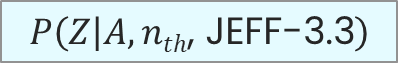 P(Z|A, n_th, JEFF−3.3)